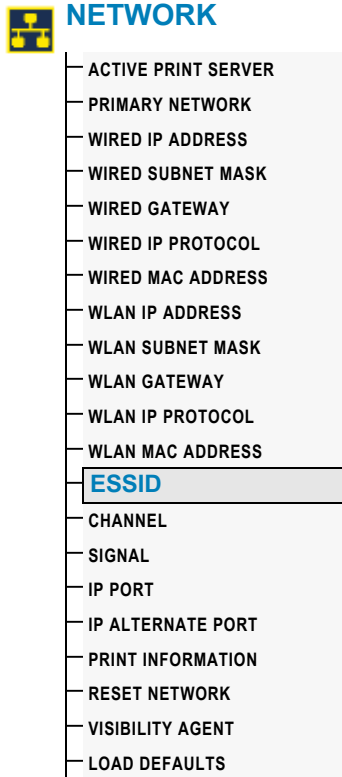 NETWORK
ACTIVE PRINT SERVER
PRIMARY NETWORK
WIRED IP ADDRESS
WIRED SUBNET MASK
WIRED GATEWAY
WIRED IP PROTOCOL
WIRED MAC ADDRESS
WLAN IP ADDRESS
WLAN SUBNET MASK
WLAN GATEWAY
WLAN IP PROTOCOL
WLAN MAC ADDRESS
ESSID
CHANNEL
SIGNAL
IP PORT
IP ALTERNATE PORT
PRINT INFORMATION
RESET NETWORK
VISIBILITY AGENT
LOAD DEFAULTS